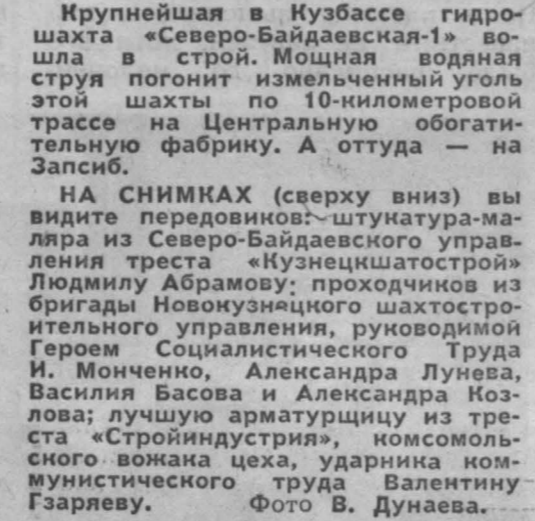 Крупнейшая в Кузбассе гидро-
шахта «Северо-Байдаевская-1» во-
шла в строй. Мощная водяная
струя погонит измельченный уголь
этой шахты по 10-километровой
трассе на Центральную обогати-
тельную фабрику. А оттуда — на
Запсиб.
НА СНИМКАХ (сверху вниз) вы
видите передовиков: штукатура-ма-
ляра из Северо-Байдаевского управ-
ления треста «Кузнецкшатострой»
Людмилу Абрамову; проходчиков из
бригады Новокузнецкого шахтостро-
ительного управления, руководимой
Героем Социалистического Труда
И. Монченко, Александра Лунева,
Василия Басова и Александра Коз-
лова; лучшую арматурщицу из тре-
ста «Стройиндустрия», комсомоль-
ского вожака цеха, ударника ком-
мунистического труда Валентину
Гзаряеву. Фото В. Дунаева.